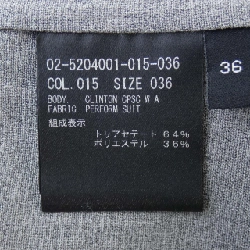 02-5204001-015-036
COL.015 SIZE 036
BODY. CLINTON CPSC W A
FABRIC PERFORM SUIT
組成表示
トリアセテート 64%
ポリエステル 36%
36